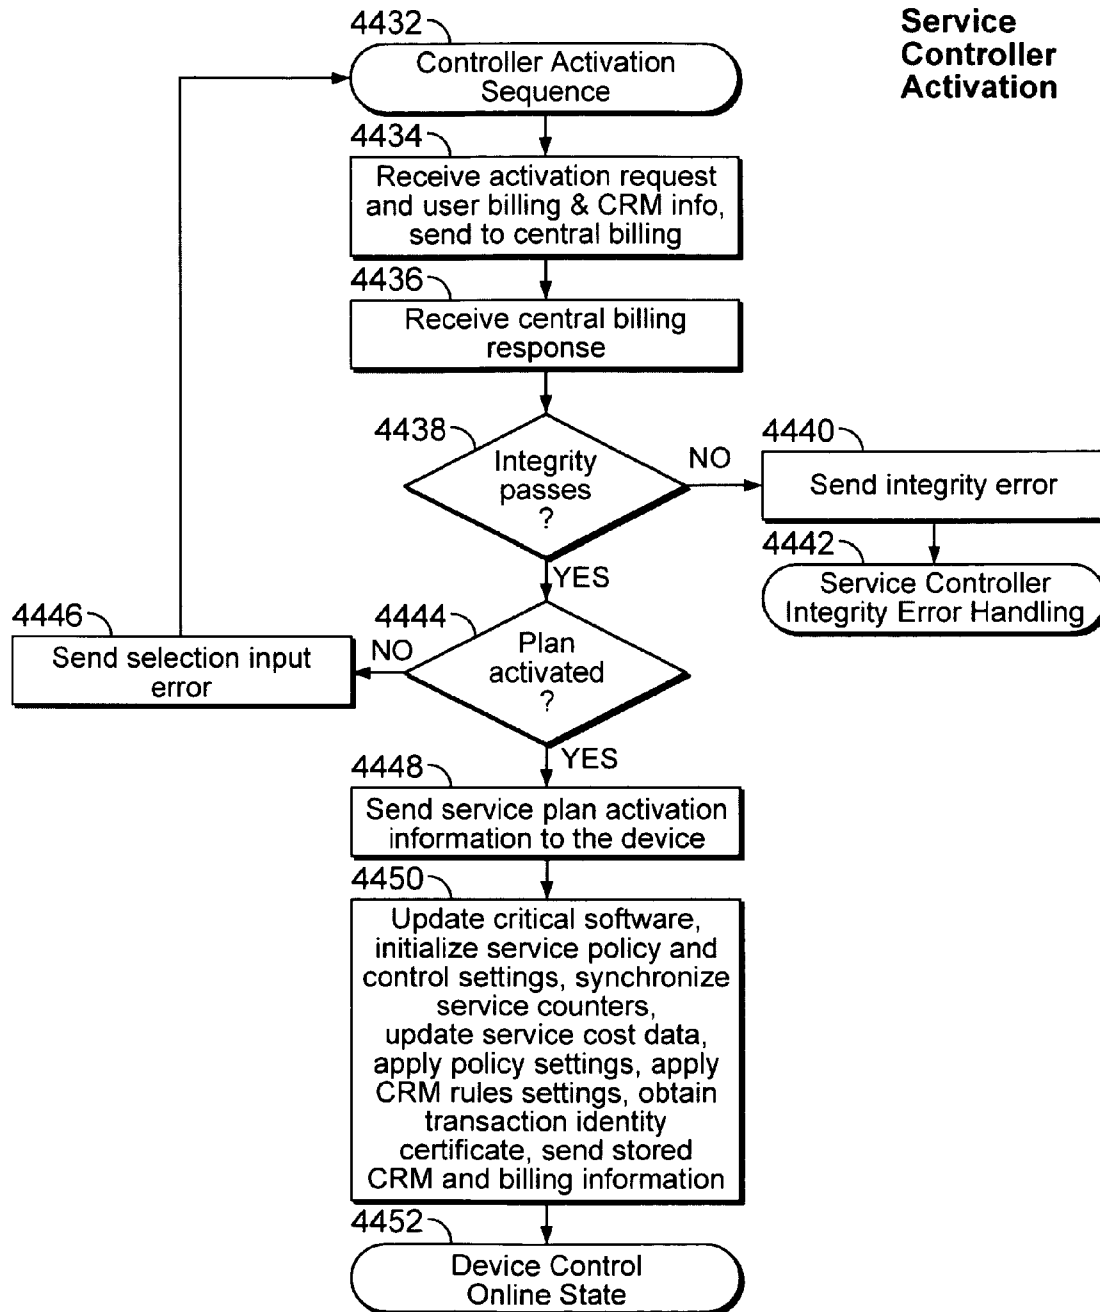 4432
Service
Controller
Activation
Controller Activation
Sequence
4434
Receive activation request
and user billing & CRM info,
send to central billing
4436
Receive central billing
response
4438
Integrity
passes
?
NO
4440
Send integrity error
4442
Service Controller
Integrity Error Handling
YES
4444
Plan
activated
?
NO
4446
Send selection input
error
YES
4448
Send service plan activation
information to the device
4450
Update critical software,
initialize service policy and
control settings, synchronize
service counters,
update service cost data,
apply policy settings, apply
CRM rules settings, obtain
transaction identity
certificate, send stored
CRM and billing information
4452
Device Control
Online State